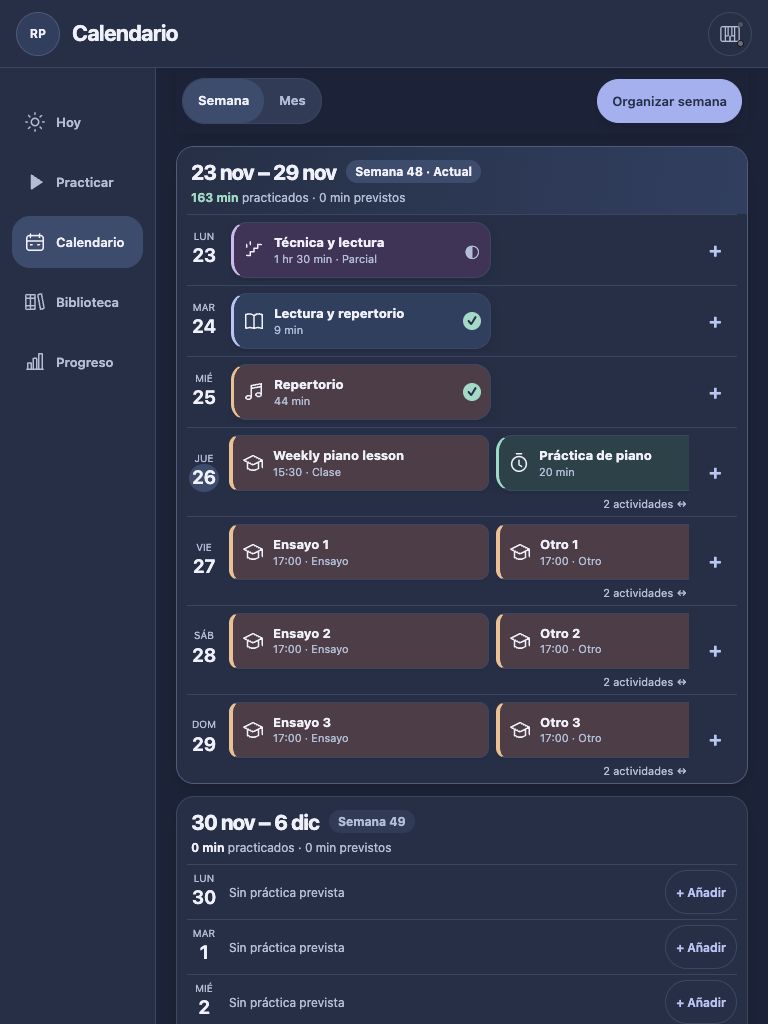 RP
Calendario
Hoy
Practicar
Calendario
Biblioteca
Progreso
Semana
Mes
Organizar semana
23 nov – 29 nov
Semana 48 · Actual
163 min practicados · 0 min previstos
LUN
23
Técnica y lectura
1 hr 30 min · Parcial
+
MAR
24
Lectura y repertorio
9 min
+
MIÉ
25
Repertorio
44 min
+
JUE
26
Weekly piano lesson
15:30 · Clase
Práctica de piano
20 min
+
2 actividades ↔
VIE
27
Ensayo 1
17:00 · Ensayo
Otro 1
17:00 · Otro
+
2 actividades ↔
SÁB
28
Ensayo 2
17:00 · Ensayo
Otro 2
17:00 · Otro
+
2 actividades ↔
DOM
29
Ensayo 3
17:00 · Ensayo
Otro 3
17:00 · Otro
+
2 actividades ↔
30 nov – 6 dic
Semana 49
0 min practicados · 0 min previstos
LUN
30
Sin práctica prevista
+ Añadir
MAR
1
Sin práctica prevista
+ Añadir
MIÉ
2
Sin práctica prevista
+ Añadir